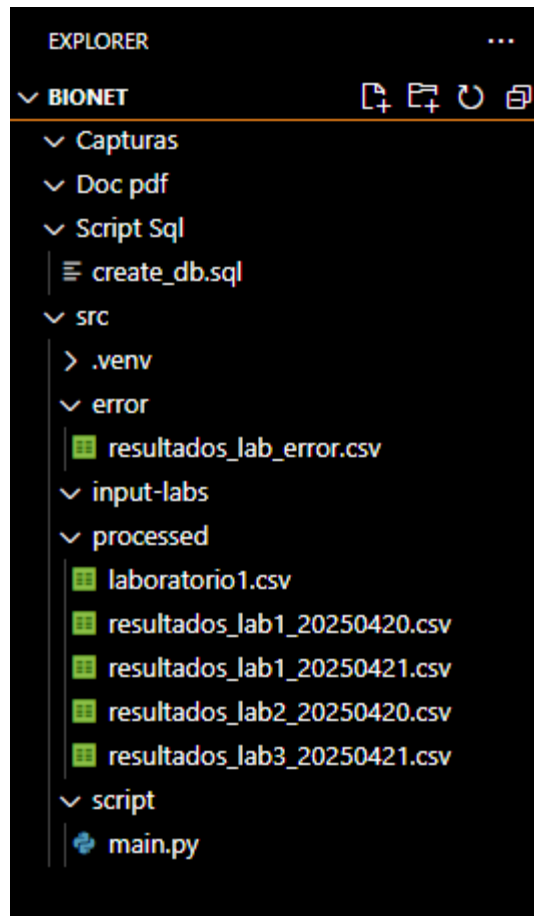 EXPLORER
BIONET
Capturas
Doc pdf
Script Sql
create_db.sql
src
.venv
error
resultados_lab_error.csv
input-labs
processed
laboratorio1.csv
resultados_lab1_20250420.csv
resultados_lab1_20250421.csv
resultados_lab2_20250420.csv
resultados_lab3_20250421.csv
script
main.py